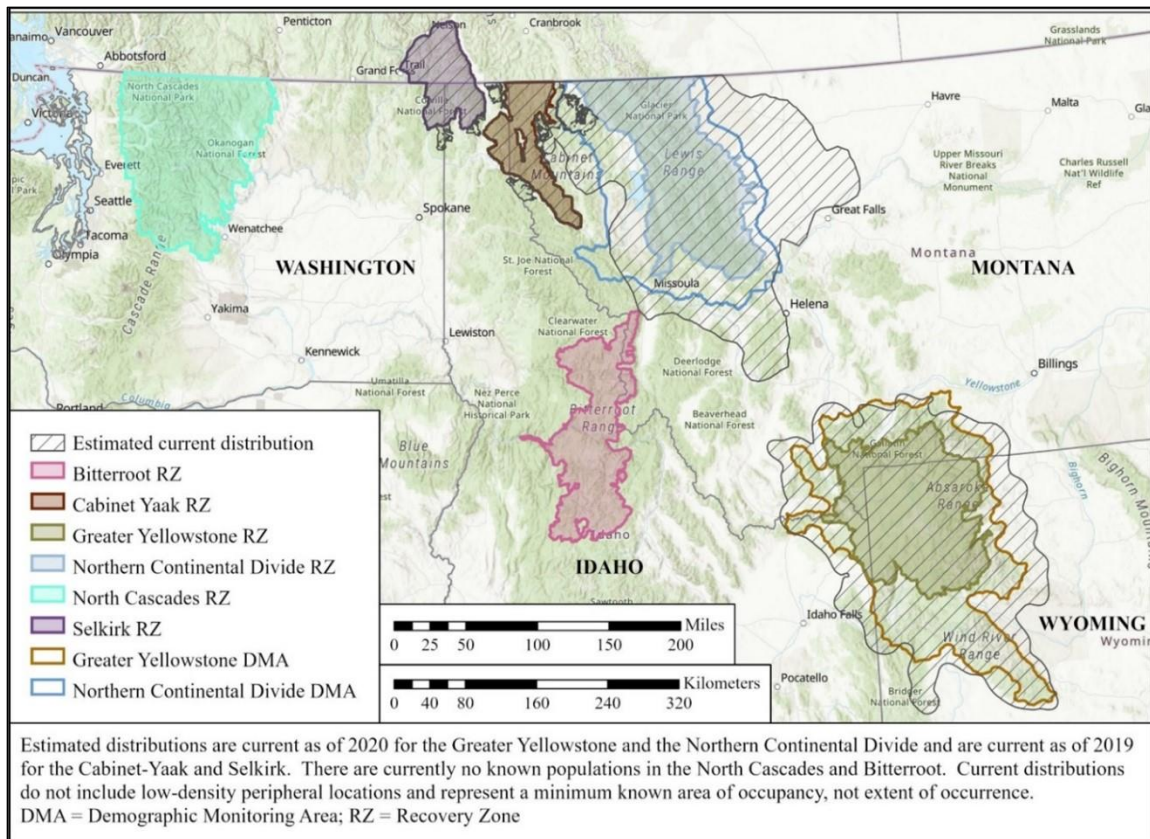 Penticton
Nelson
Cranbrook
anaimo
Vancouver
Abbotsford
Grasslands
National Park
Duncan
Trail
Grand Fo
North Cascades
National Park
Victoria
National Forest
Glacier
Havre
Malta
Gla
Okanogan
National Forest
Cabinet
Mountains
Lewis
Range
Upper Missouri
River Breaks
National
Monument
Charles Russell
Nat'l Wildlife
Ref
Everett
Seattle
Spokane
Great Falls
Tacoma
Olympia
Wenatchee
WASHINGTON
St. Joe National
Forest
Montana
MONTANA
Missoula
Cascade Range
Yakima
Helena
Clearwater
National Forest
Lewiston
Kennewick
Deerlodge
National Forest
Billings
Yellowstone
Umatilla
National Forest
Nez Perce
National
Historical Park
Portland
Columbia
Bitterroot
Range
Beaverhead
National Forest
Blue
Mountains
National Forest
Absaroka
Range
Bighorn
Bighorn Mountains
Idaho
IDAHO
Sawtooth
Idaho Falls
WYOMING
Wyoming
Wind River
Range
Pocatello
Bridger
National Forest
Estimated current distribution
Bitterroot RZ
Cabinet Yaak RZ
Greater Yellowstone RZ
Northern Continental Divide RZ
North Cascades RZ
Selkirk RZ
Greater Yellowstone DMA
Northern Continental Divide DMA
Miles
0 25 50 100 150 200
Kilometers
0 40 80 160 240 320
Estimated distributions are current as of 2020 for the Greater Yellowstone and the Northern Continental Divide and are current as of 2019
for the Cabinet-Yaak and Selkirk. There are currently no known populations in the North Cascades and Bitterroot. Current distributions
do not include low-density peripheral locations and represent a minimum known area of occupancy, not extent of occurrence.
DMA = Demographic Monitoring Area; RZ = Recovery Zone